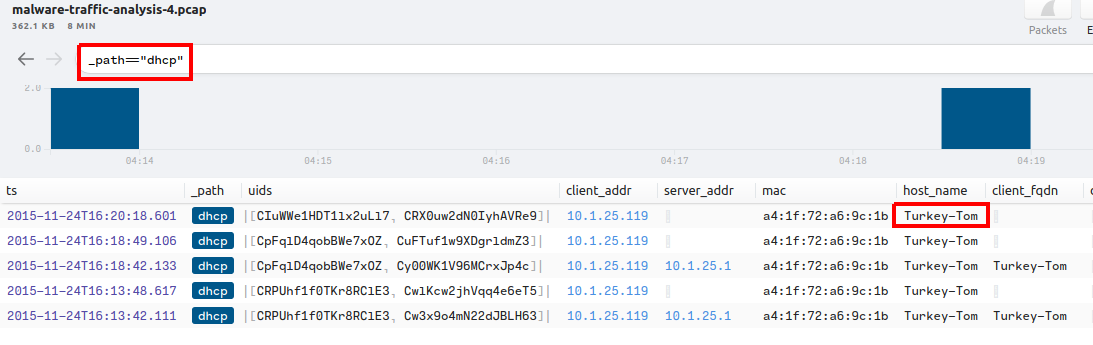 malware-traffic-analysis-4.pcap
362.1 KB 8 MIN
Packets E
_path=="dhcp"
2.0
0.0
04:14 04:15 04:16 04:17 04:18 04:19
ts _path uids client_addr server_addr mac host_name client_fqdn
2015-11-24T16:20:18.601 dhcp |[CIuWWe1HDT1lx2uLl7, CRX0uw2dN0IyhAVRe9]| 10.1.25.119 a4:1f:72:a6:9c:1b Turkey-Tom
2015-11-24T16:18:49.106 dhcp |[CpFqlD4qobBWe7xOZ, CuFTuf1w9XDgrldmZ3]| 10.1.25.119 a4:1f:72:a6:9c:1b Turkey-Tom
2015-11-24T16:18:42.133 dhcp |[CpFqlD4qobBWe7xOZ, Cy00WK1V96MCrxJp4c]| 10.1.25.119 10.1.25.1 a4:1f:72:a6:9c:1b Turkey-Tom Turkey-Tom
2015-11-24T16:13:48.617 dhcp |[CRPUhf1f0TKr8RClE3, CwlKcw2jhVqq4e6eT5]| 10.1.25.119 a4:1f:72:a6:9c:1b Turkey-Tom
2015-11-24T16:13:42.111 dhcp |[CRPUhf1f0TKr8RClE3, Cw3x9o4mN22dJBLH63]| 10.1.25.119 10.1.25.1 a4:1f:72:a6:9c:1b Turkey-Tom Turkey-Tom